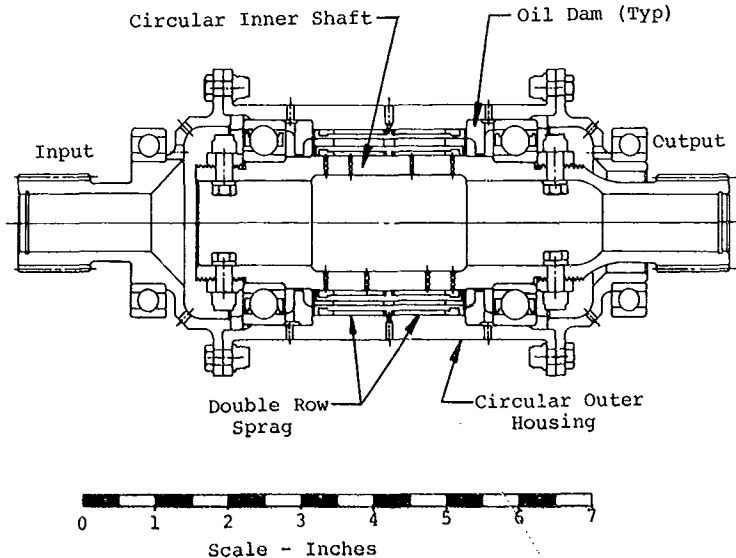 Circular Inner Shaft
Oil Dam (Typ)
Input
Output
Double Row
Sprag
Circular Outer
Housing
0 1 2 3 4 5 6 7
Scale - Inches